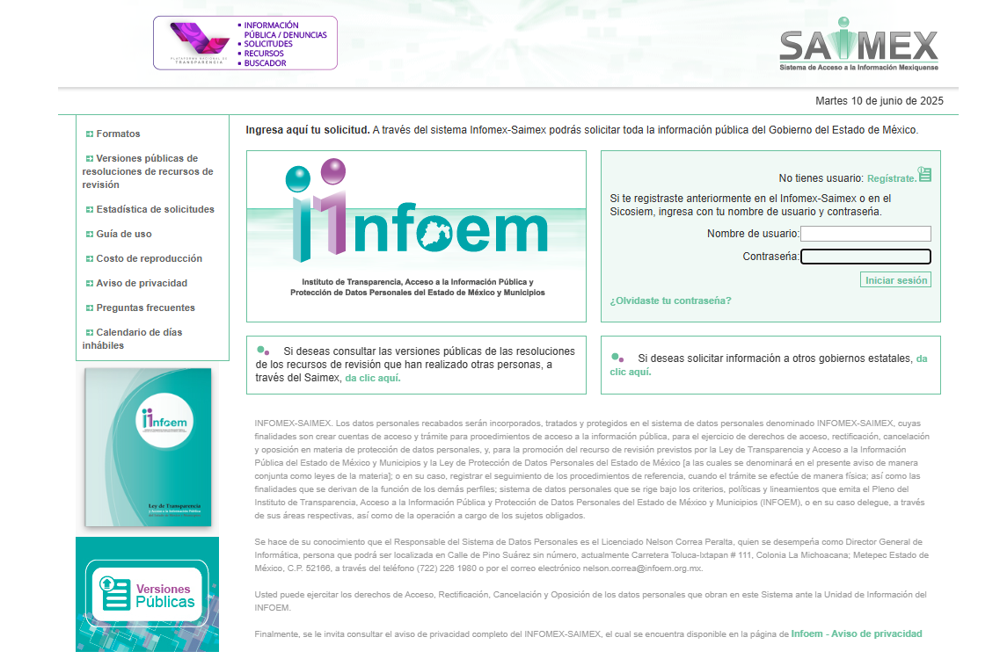 INFORMACIÓN
PÚBLICA / DENUNCIAS
SOLICITUDES
RECURSOS
BUSCADOR
PLATAFORMA NACIONAL DE
TRANSPARENCIA
SAIMEX
Sistema de Acceso a la Información Mexiquense
Martes 10 de junio de 2025
Formatos
Versiones públicas de
resoluciones de recursos de
revisión
Estadística de solicitudes
Guía de uso
Costo de reproducción
Aviso de privacidad
Preguntas frecuentes
Calendario de días
inhábiles
infoem
Ley de Transparencia
Versiones
Públicas
Ingresa aquí tu solicitud. A través del sistema Infomex-Saimex podrás solicitar toda la información pública del Gobierno del Estado de México.
infoem
Instituto de Transparencia, Acceso a la Información Pública y
Protección de Datos Personales del Estado de México y Municipios
No tienes usuario: Regístrate.
Si te registraste anteriormente en el Infomex-Saimex o en el
Sicosiem, ingresa con tu nombre de usuario y contraseña.
Nombre de usuario:
Contraseña:
Iniciar sesión
¿Olvidaste tu contraseña?
Si deseas consultar las versiones públicas de las resoluciones
de los recursos de revisión que han realizado otras personas, a
través del Saimex, da clic aquí.
Si deseas solicitar información a otros gobiernos estatales, da
clic aquí.
INFOMEX-SAIMEX. Los datos personales recabados serán incorporados, tratados y protegidos en el sistema de datos personales denominado INFOMEX-SAIMEX, cuyas
finalidades son crear cuentas de acceso y trámite para procedimientos de acceso a la información pública, para el ejercicio de derechos de acceso, rectificación, cancelación
y oposición en materia de protección de datos personales, y, para la promoción del recurso de revisión previstos por la Ley de Transparencia y Acceso a la Información
Pública del Estado de México y Municipios y la Ley de Protección de Datos Personales del Estado de México [a las cuales se denominará en el presente aviso de manera
conjunta como leyes de la materia]; o en su caso, registrar el seguimiento de los procedimientos de referencia, cuando el trámite se efectúe de manera física; así como las
finalidades que se derivan de la función de los demás perfiles; sistema de datos personales que se rige bajo los criterios, políticas y lineamientos que emita el Pleno del
Instituto de Transparencia, Acceso a la Información Pública y Protección de Datos Personales del Estado de México y Municipios (INFOEM), o en su caso delegue, a través
de sus áreas respectivas, así como de la operación a cargo de los sujetos obligados.
Se hace de su conocimiento que el Responsable del Sistema de Datos Personales es el Licenciado Nelson Correa Peralta, quien se desempeña como Director General de
Informática, persona que podrá ser localizada en Calle de Pino Suárez sin número, actualmente Carretera Toluca-Ixtapan # 111, Colonia La Michoacana; Metepec Estado de
México, C.P. 52166, a través del teléfono (722) 226 1980 o por el correo electrónico nelson.correa@infoem.org.mx.
Usted puede ejercitar los derechos de Acceso, Rectificación, Cancelación y Oposición de los datos personales que obran en este Sistema ante la Unidad de Información del
INFOEM.
Finalmente, se le invita consultar el aviso de privacidad completo del INFOMEX-SAIMEX, el cual se encuentra disponible en la página de Infoem - Aviso de privacidad